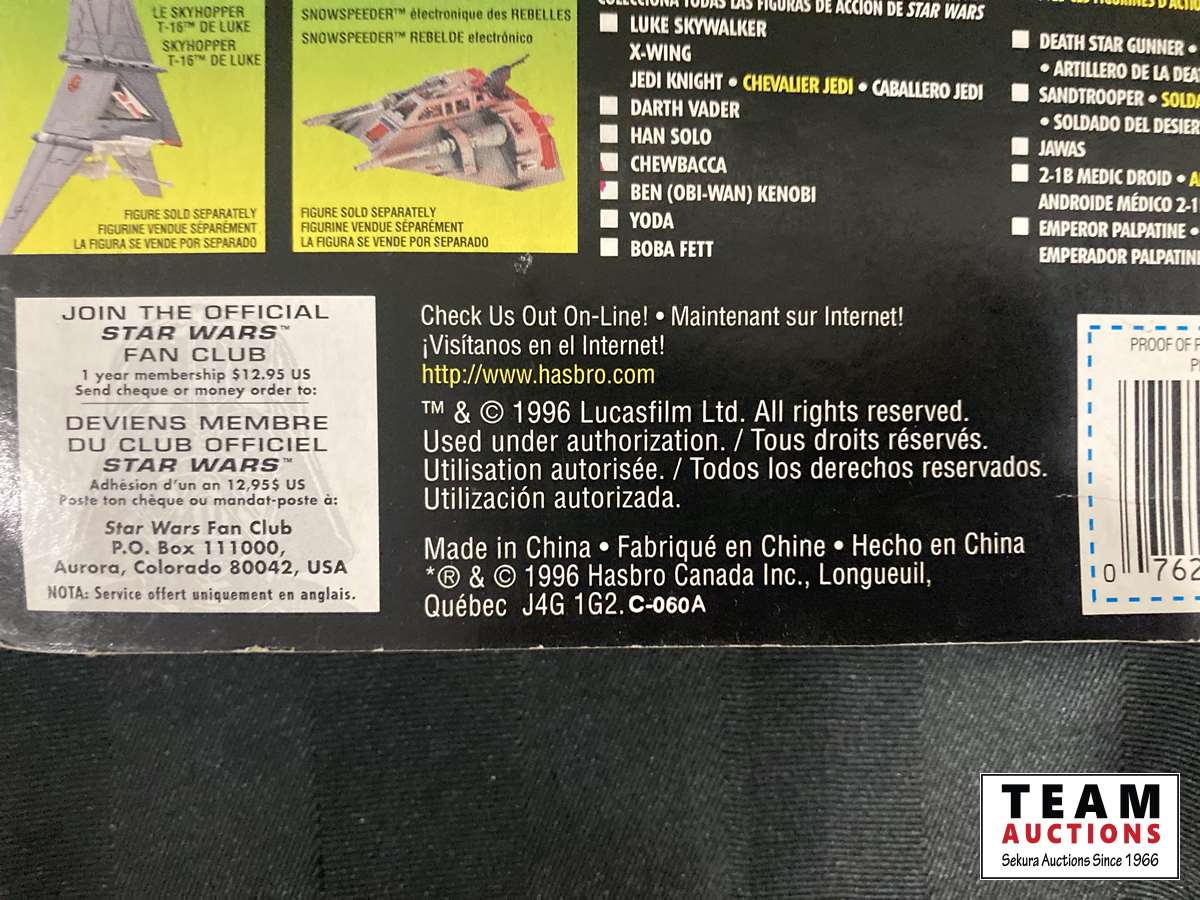 LE SKYHOPPER
T-16™ DE LUKE
SKYHOPPER
T-16™ DE LUKE
FIGURE SOLD SEPARATELY
FIGURINE VENDUE SÉPARÉMENT
LA FIGURA SE VENDE POR SEPARADO
SNOWSPEEDER™ électronique des REBELLES
SNOWSPEEDER™ REBELDE electrónico
FIGURE SOLD SEPARATELY
FIGURINE VENDUE SÉPARÉMENT
LA FIGURA SE VENDE POR SEPARADO
COLECCIONA TODAS LAS FIGURAS DE ACCIÓN DE STAR WARS
LUKE SKYWALKER
X-WING
JEDI KNIGHT • CHEVALIER JEDI • CABALLERO JEDI
DARTH VADER
HAN SOLO
CHEWBACCA
BEN (OBI-WAN) KENOBI
YODA
BOBA FETT
DEATH STAR GUNNER •
• ARTILLERO DE LA
SANDTROOPER •
• SOLDADO DEL
JAWAS
2-1B MEDIC DROID •
ANDROIDE MÉDICO
EMPEROR PALPATINE •
EMPERADOR PALPATINE
JOIN THE OFFICIAL
STAR WARS™
FAN CLUB
1 year membership $12.95 US
Send cheque or money order to:
DEVIENS MEMBRE
DU CLUB OFFICIEL
STAR WARS™
Adhésion d'un an 12,95$ US
Poste ton chèque ou mandat-poste à:
Star Wars Fan Club
P.O. Box 111000,
Aurora, Colorado 80042, USA
NOTA: Service offert uniquement en anglais.
Check Us Out On-Line! • Maintenant sur Internet!
¡Visítanos en el Internet!
http://www.hasbro.com
™ & © 1996 Lucasfilm Ltd. All rights reserved.
Used under authorization. / Tous droits réservés.
Utilisation autorisée. / Todos los derechos reservados.
Utilización autorizada.
Made in China • Fabriqué en Chine • Hecho en China
*® & © 1996 Hasbro Canada Inc., Longueuil,
Québec J4G 1G2. C-060A
PROOF OF
0 762
TEAM
AUCTIONS
Sekura Auctions Since 1966